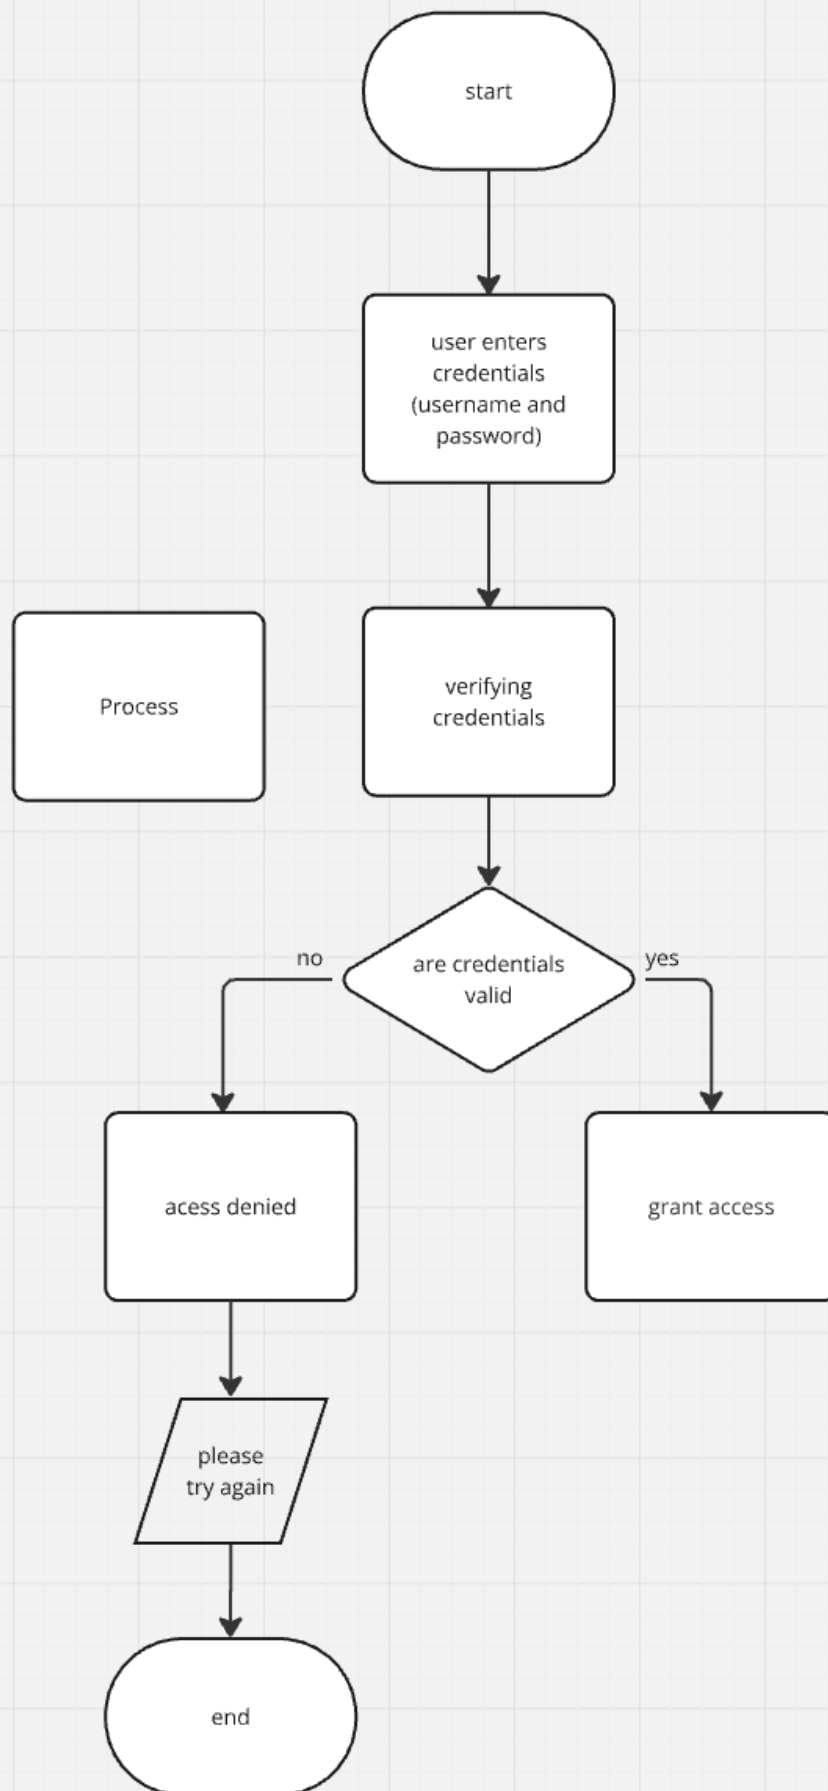 start
user enters
credentials
(username and
password)
Process
verifying
credentials
no
are credentials
valid
yes
acess denied
grant access
please
try again
end